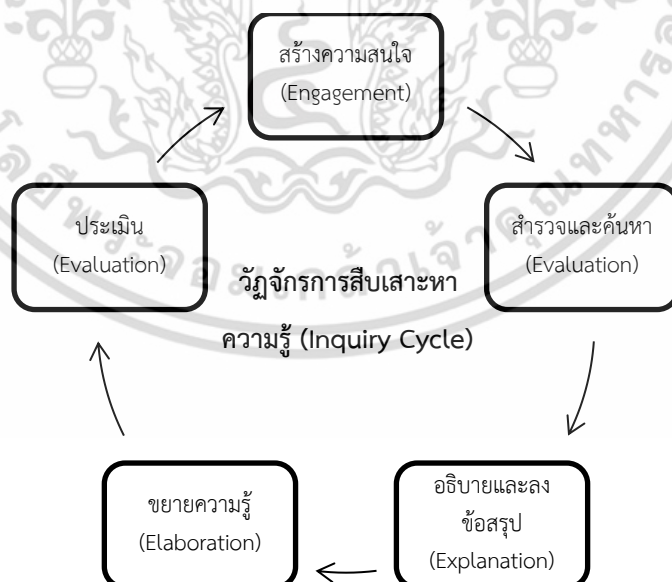 สร้างความสนใจ
(Engagement)
ประเมิน
(Evaluation)
สำรวจและค้นหา
(Evaluation)
วัฏจักรการสืบเสาะหา
ความรู้ (Inquiry Cycle)
ขยายความรู้
(Elaboration)
อธิบายและลง
ข้อสรุป
(Explanation)